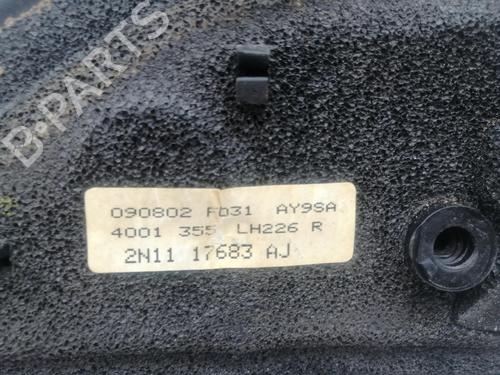 B-PARTS
090802 FD31 AY9SA
4001 355 LH226 R
2N11 17683 AJ